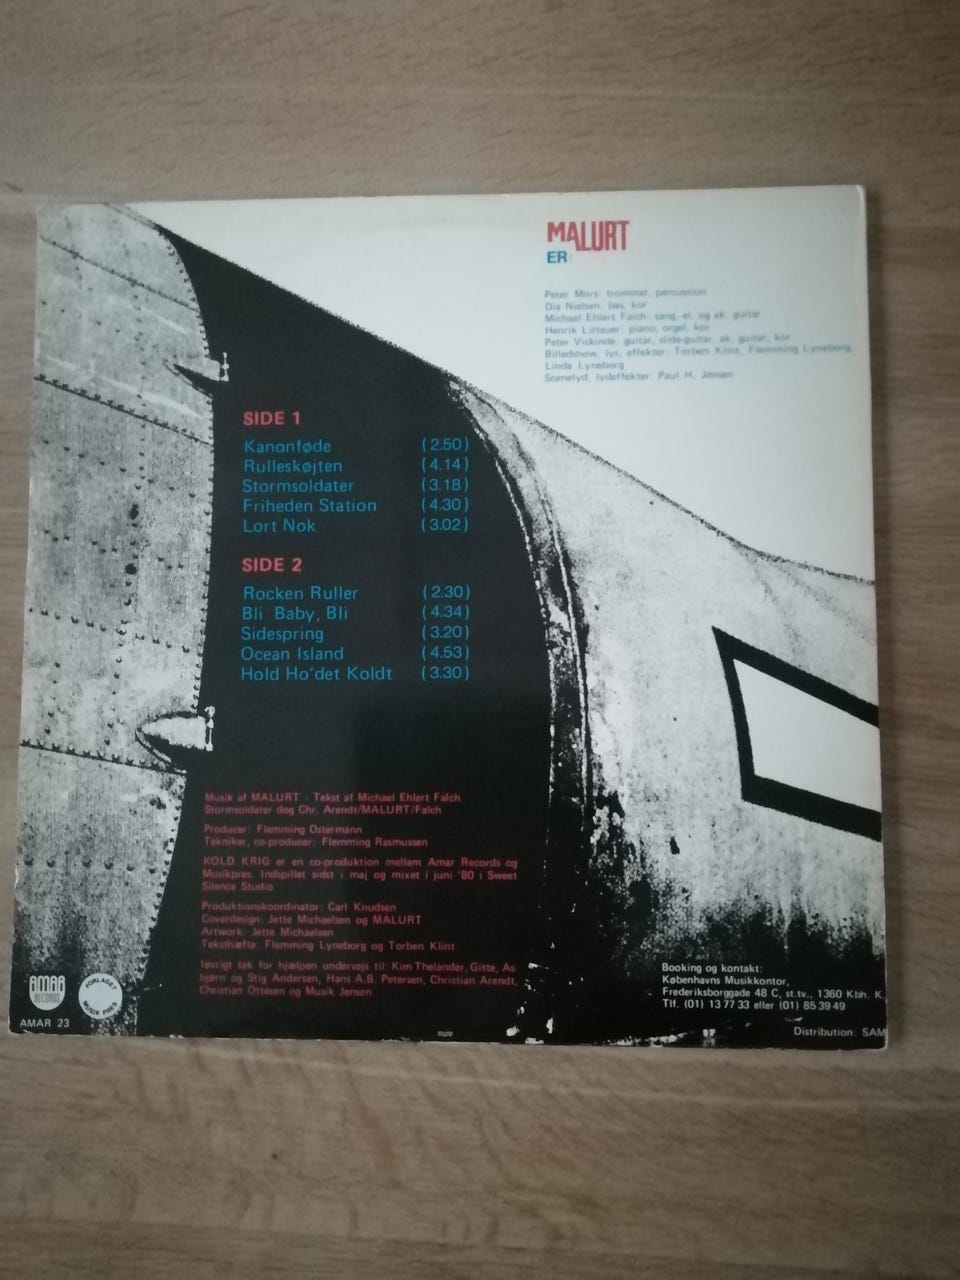 MALURT
ER:
Peter Mors: trommer, percussion
Dia Nielsen: bas, kor
Michael Ehlert Falch: sang, el. og ak. guitar
Henrik Littauer: piano, orgel, kor
Peter Viskinde: guitar, slide-guitar, ak. guitar, kor
Billedshow, lys, effekter: Torben Klint, Flemming Lyneborg,
Linda Lyneborg
Scenelyd, lydeffekter: Paul H. Jensen
SIDE 1
Kanonføde (2.50)
Rulleskøjten (4.14)
Stormsoldater (3.18)
Friheden Station (4.30)
Lort Nok (3.02)
SIDE 2
Rocken Ruller (2.30)
Bli' Baby, Bli' (4.34)
Sidespring (3.20)
Ocean Island (4.53)
Hold Ho'det Koldt (3.30)
Musik af MALURT - Tekst af Michael Ehlert Falch
Stormsoldater dog Chr. Arendt/MALURT/Falch
Producer: Flemming Ostermann
Tekniker, co-producer: Flemming Rasmussen
KOLD KRIG er en co-produktion mellem Amar Records og
Musikpres. Indspillet sidst i maj og mixet i juni '80 i Sweet
Silence Studio
Produktionskoordinator: Carl Knudsen
Coverdesign: Jette Michaelsen og MALURT
Artwork: Jette Michaelsen
Teksthæfte: Flemming Lyneborg og Torben Klint
Iøvrigt tak for hjælpen undervejs til: Kim Thelander, Gitte, As-
bjørn og Stig Andersen, Hans A.B. Petersen, Christian Arendt,
Christian Ottesen og Musik Jensen
AMAR
RECORDS
FORLAGET
MUSIK PRES
AMAR 23
Booking og kontakt:
Københavns Musikkontor,
Frederiksborggade 48 C, st.tv., 1360 Kbh. K.
Tlf. (01) 13 77 33 eller (01) 85 39 49
Distribution: SAM